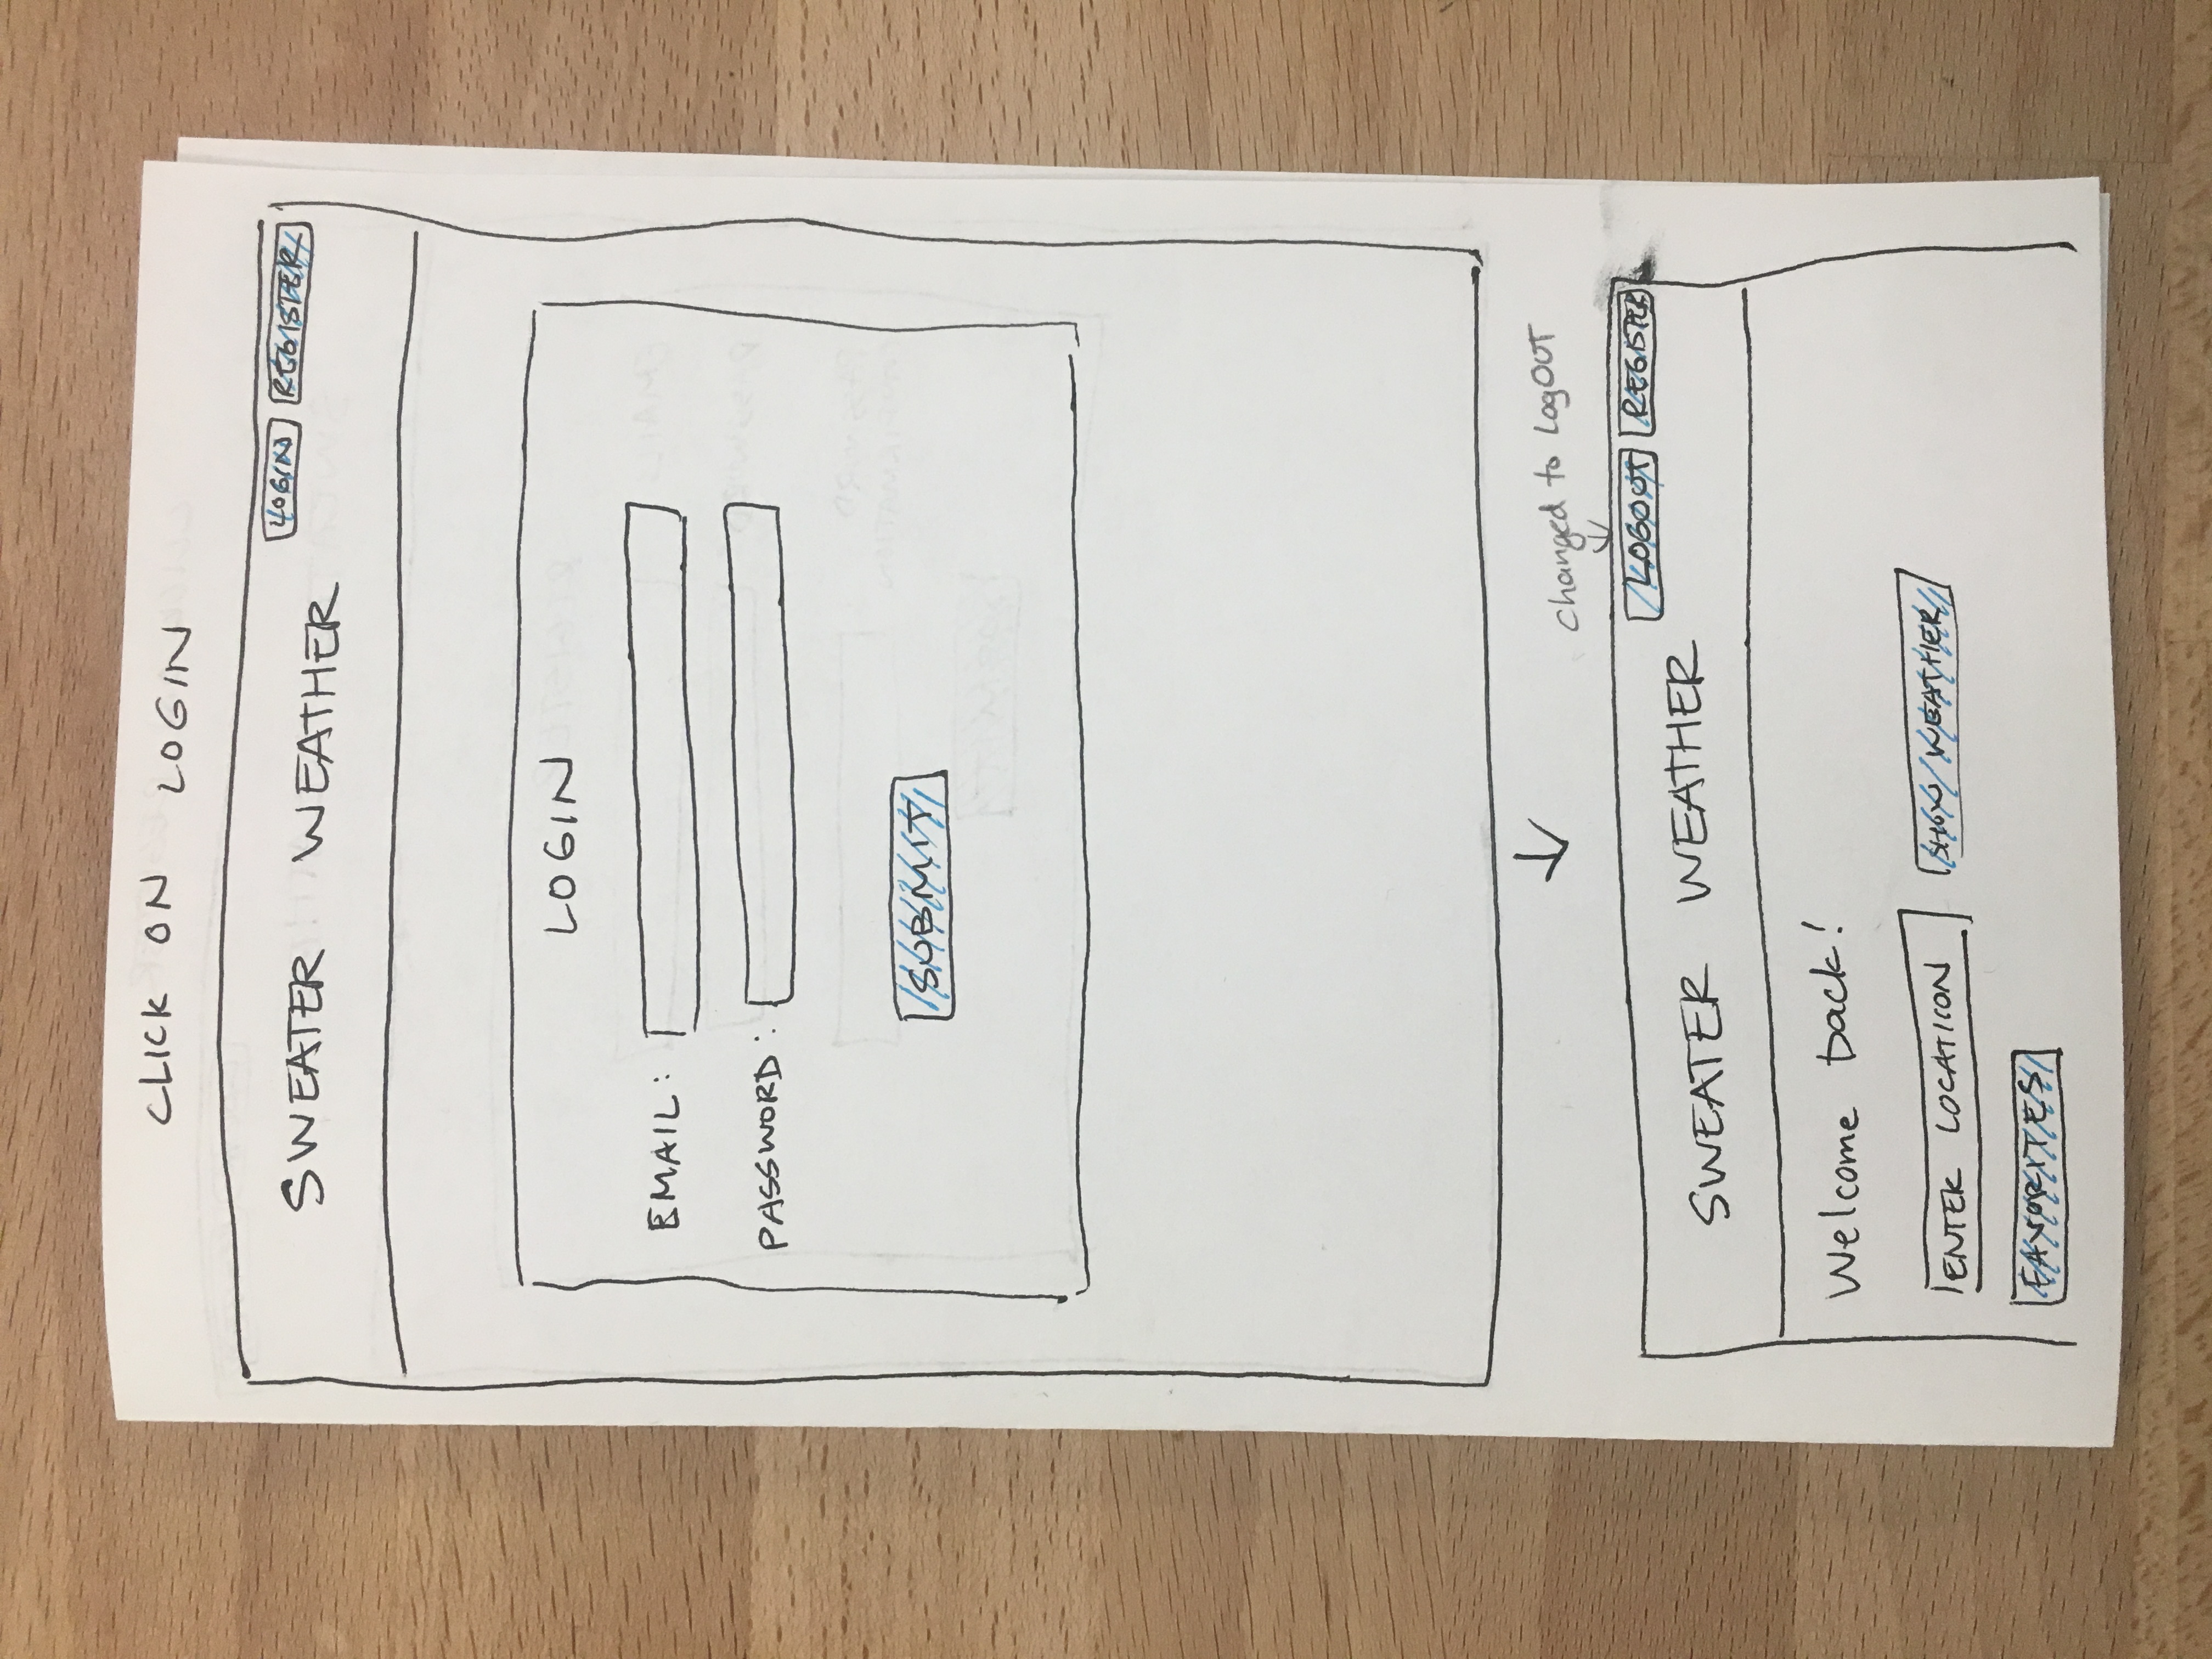 CLICK ON LOGIN
SWEATER WEATHER
LOGIN REGISTER
LOGIN
EMAIL:
PASSWORD:
SUBMIT
changed to logOUT
SWEATER WEATHER
LOGOUT REGISTER
Welcome back!
ENTER LOCATION SHOW WEATHER
FAVORITES